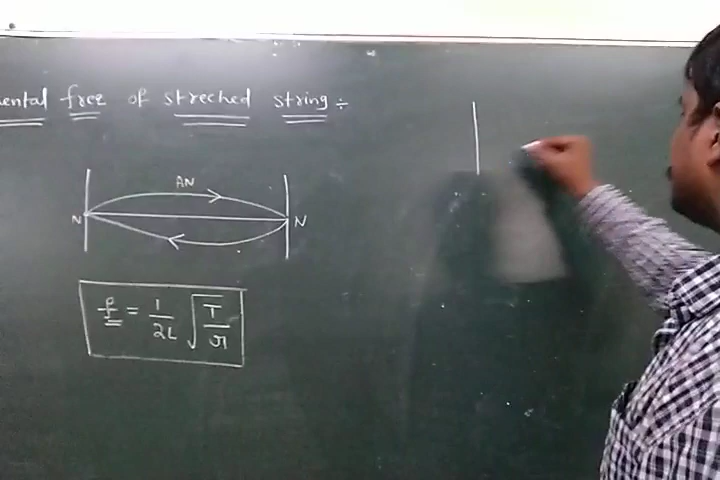 ental free of streched string ÷
AN
N N
f = 1/2L √T/m